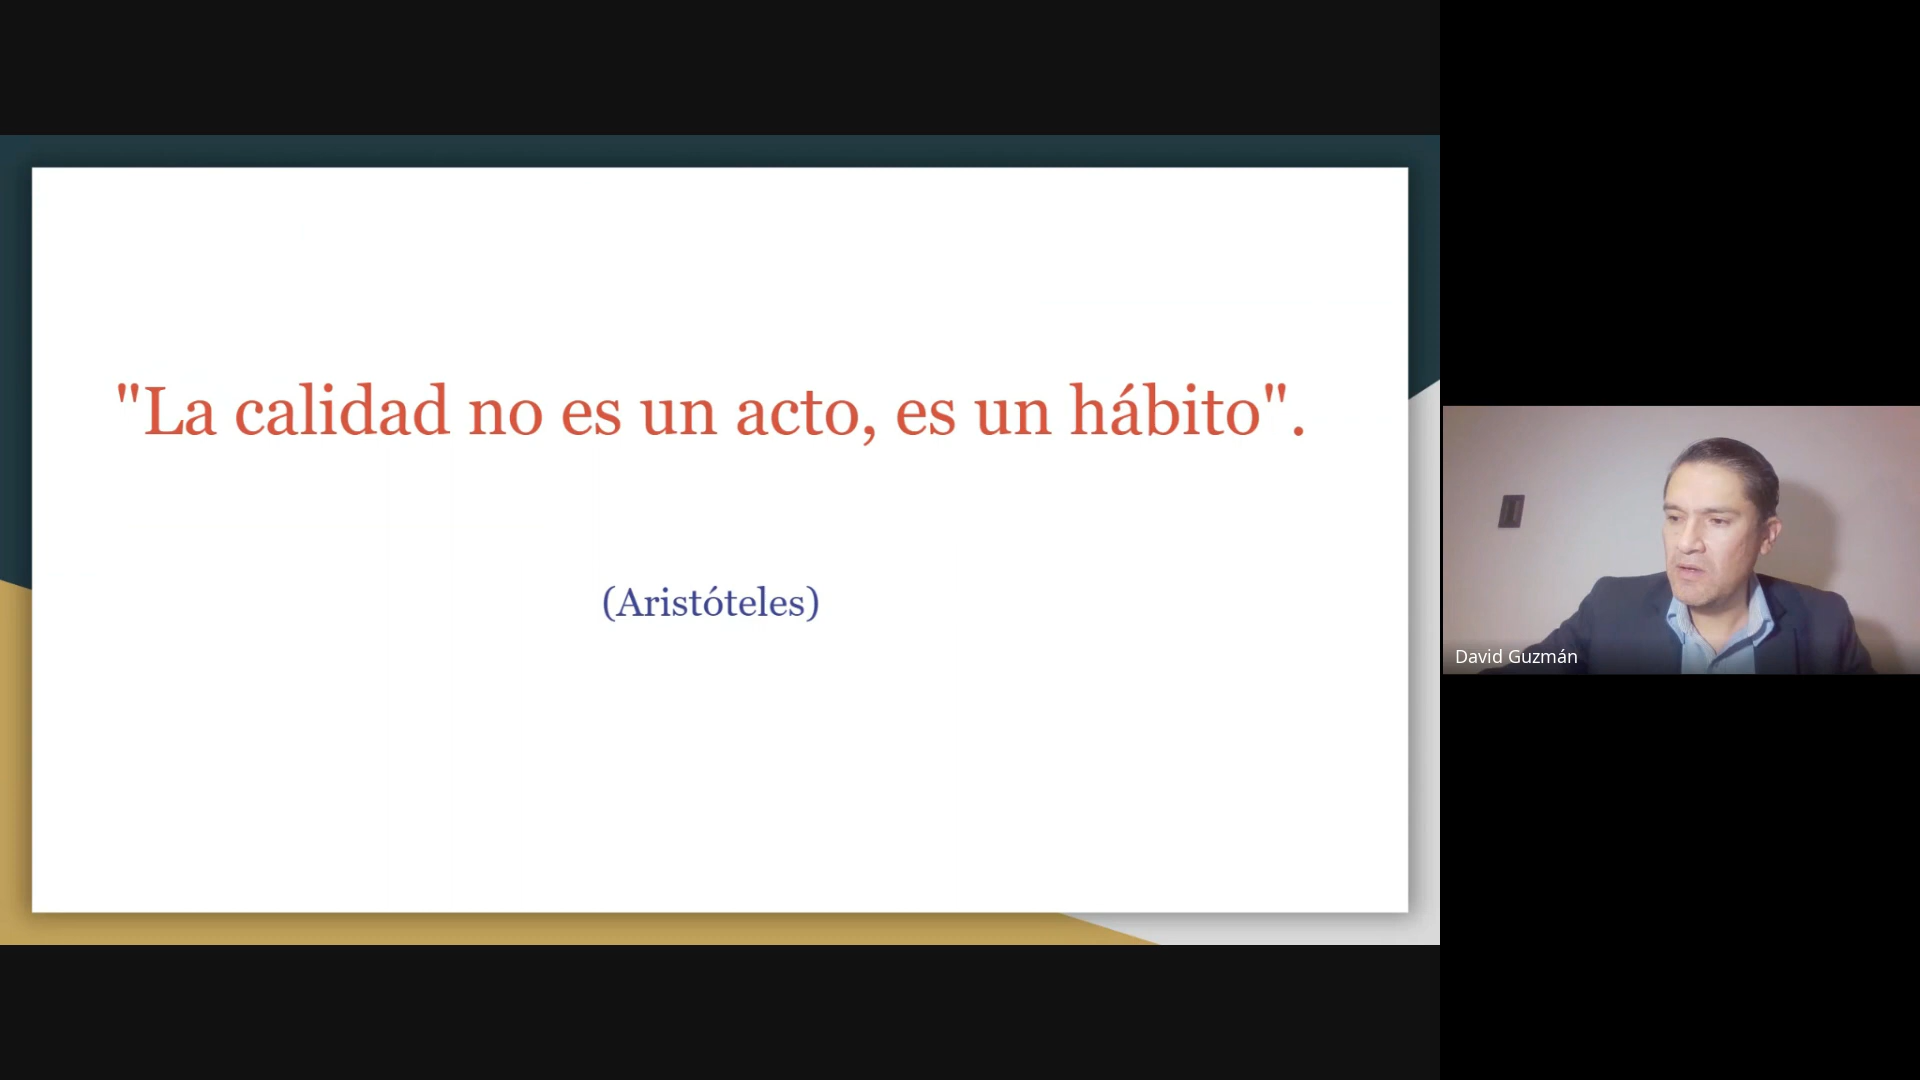 "La calidad no es un acto, es un hábito".
(Aristóteles)
David Guzmán